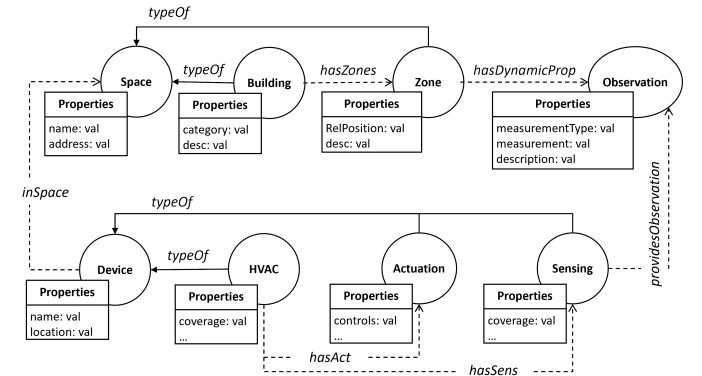 typeOf
typeOf
hasZones
hasDynamicProp
Space
Building
Zone
Observation
Properties
name: val
address: val
Properties
category: val
desc: val
Properties
RelPosition: val
desc: val
Properties
measurementType: val
measurement: val
description: val
inSpace
providesObservation
typeOf
typeOf
Device
HVAC
Actuation
Sensing
Properties
name: val
location: val
Properties
coverage: val
...
Properties
controls: val
...
Properties
coverage: val
...
hasAct
hasSens